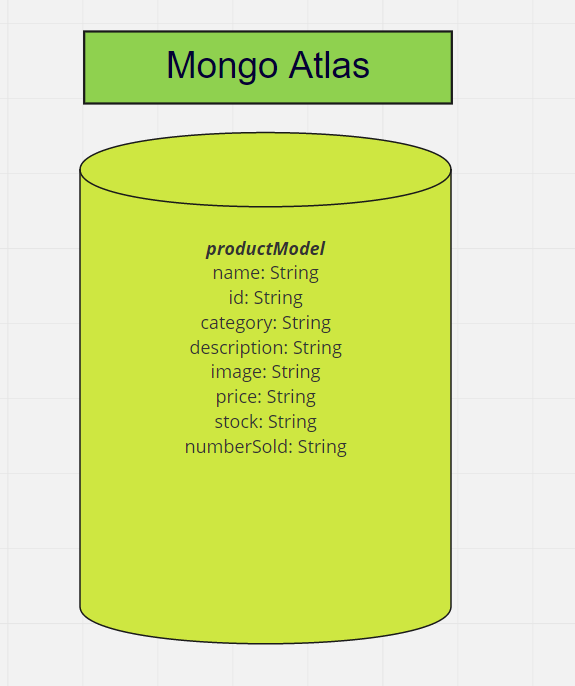 Mongo Atlas
productModel
name: String
id: String
category: String
description: String
image: String
price: String
stock: String
numberSold: String